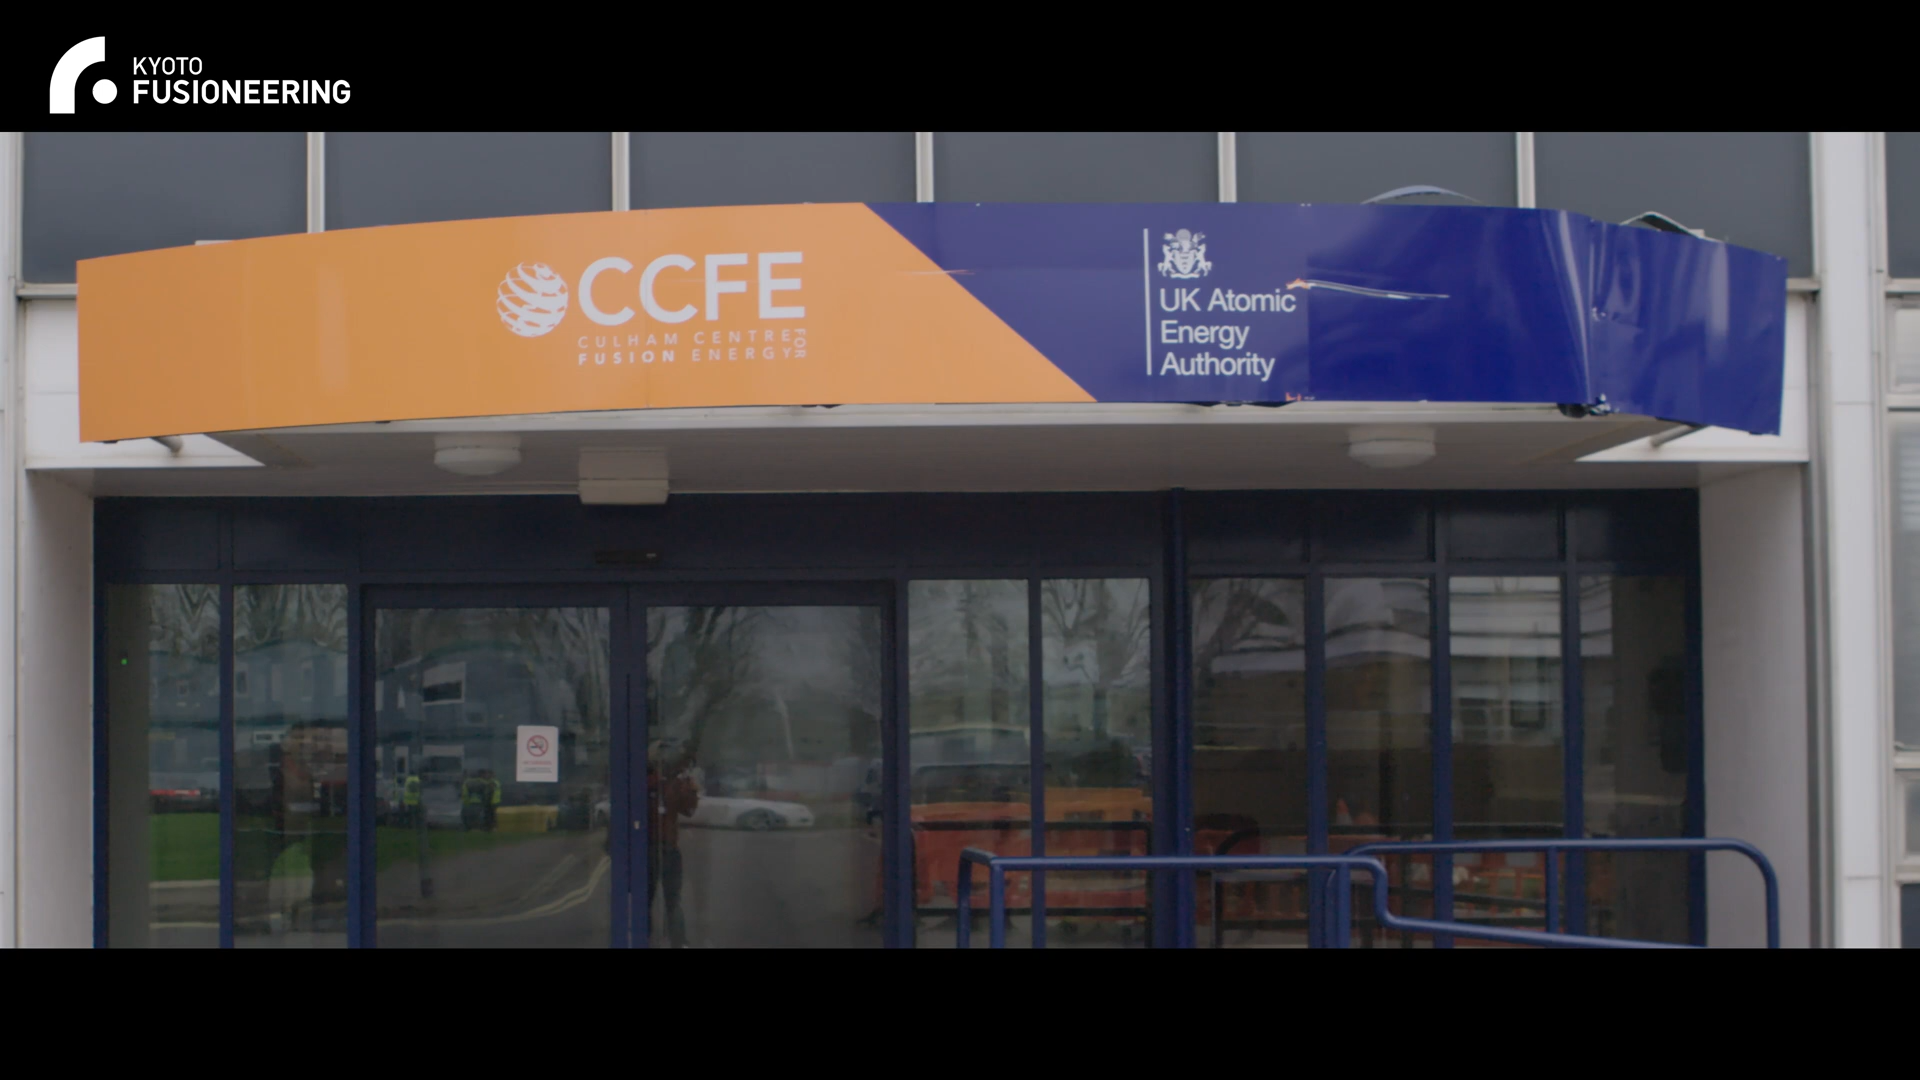 KYOTO
FUSIONEERING
CCFE
CULHAM CENTRE FOR
FUSION ENERGY
UK Atomic
Energy
Authority